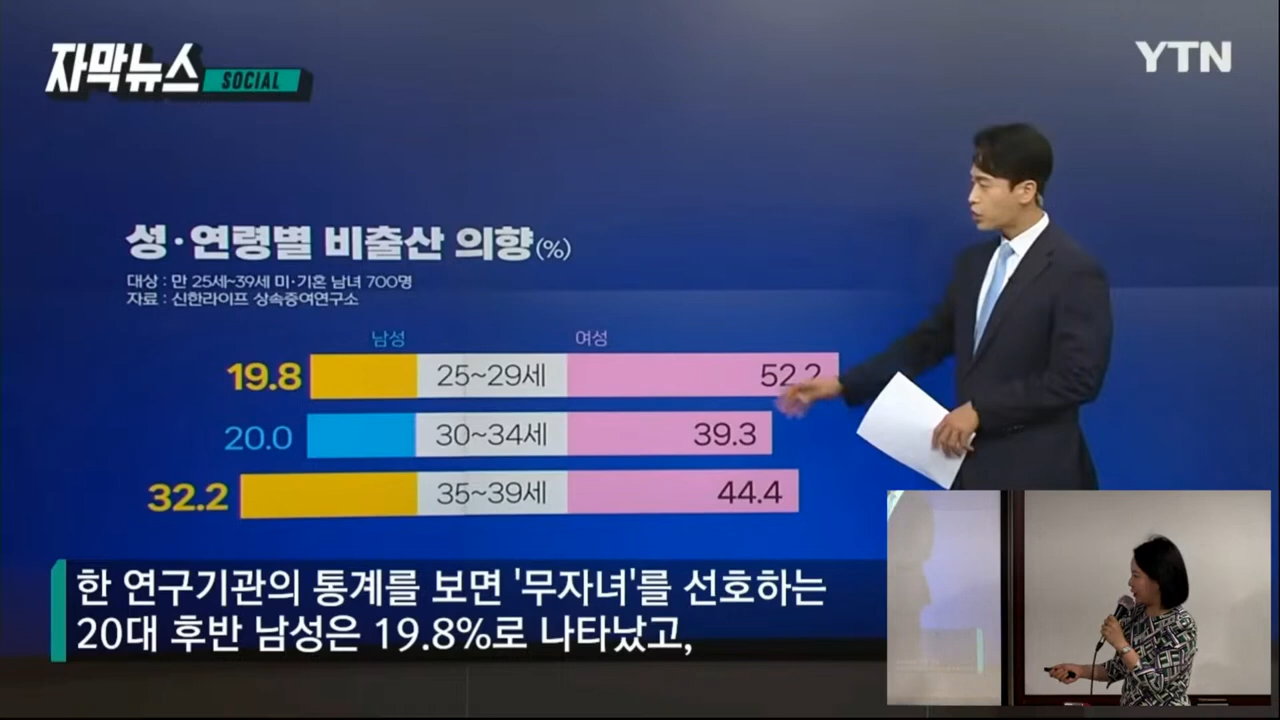 자막뉴스 SOCIAL
YTN
성·연령별 비출산 의향(%)
대상 : 만 25세~39세 미·기혼 남녀 700명
자료 : 신한라이프 상속증여연구소
남성 여성
19.8 25~29세 52.2
20.0 30~34세 39.3
32.2 35~39세 44.4
한 연구기관의 통계를 보면 '무자녀'를 선호하는
20대 후반 남성은 19.8%로 나타났고,